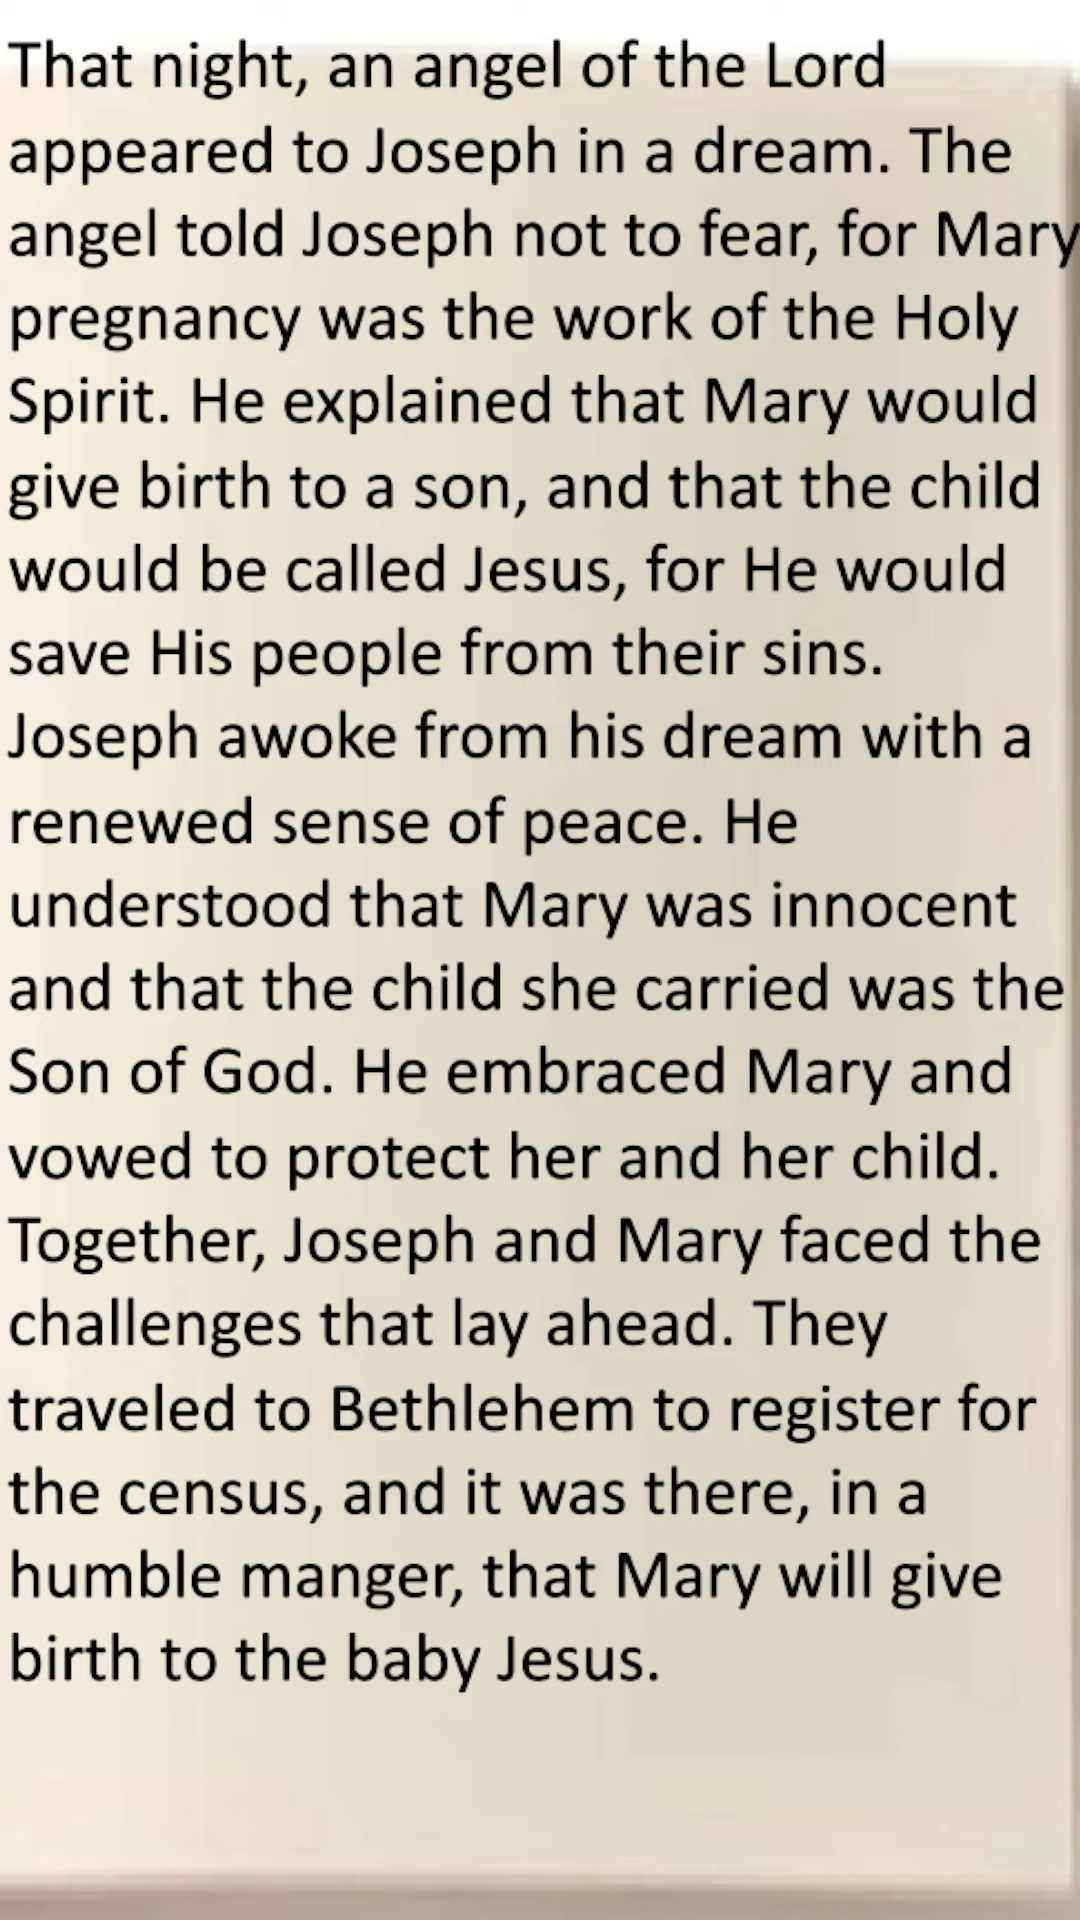 That night, an angel of the Lord
appeared to Joseph in a dream. The
angel told Joseph not to fear, for Mary
pregnancy was the work of the Holy
Spirit. He explained that Mary would
give birth to a son, and that the child
would be called Jesus, for He would
save His people from their sins.
Joseph awoke from his dream with a
renewed sense of peace. He
understood that Mary was innocent
and that the child she carried was the
Son of God. He embraced Mary and
vowed to protect her and her child.
Together, Joseph and Mary faced the
challenges that lay ahead. They
traveled to Bethlehem to register for
the census, and it was there, in a
humble manger, that Mary will give
birth to the baby Jesus.